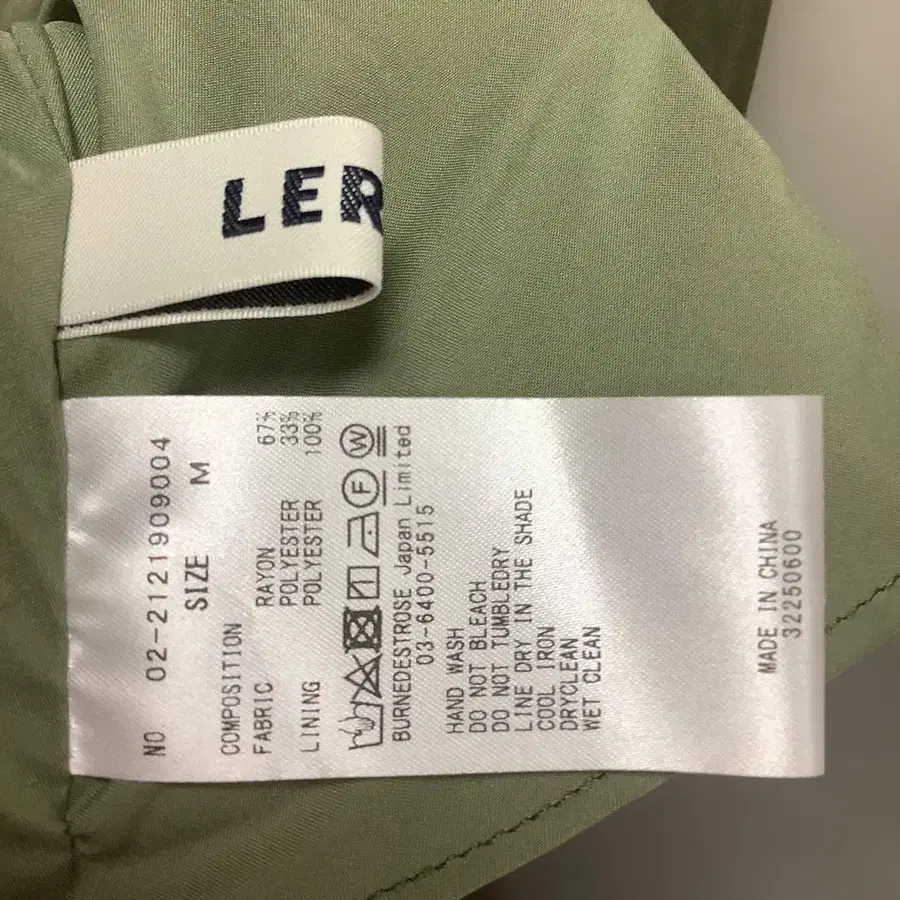 LER
NO. 02-2121909004
SIZE M
COMPOSITION
FABRIC RAYON 67%
POLYESTER 33%
LINING POLYESTER 100%
F W
BURNEDESTROSE Japan Limited
03-6400-5515
HAND WASH
DO NOT BLEACH
DO NOT TUMBLEDRY
LINE DRY IN THE SHADE
COOL IRON
DRYCLEAN
WET CLEAN
MADE IN CHINA
32250600